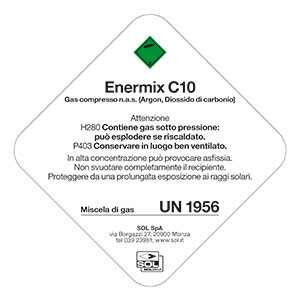 Enermix C10
Gas compresso n.a.s. (Argon, Diossido di carbonio)
Attenzione
H280 Contiene gas sotto pressione:
può esplodere se riscaldato.
P403 Conservare in luogo ben ventilato.
In alta concentrazione può provocare asfissia.
Non svuotare completamente il recipiente.
Proteggere da una prolungata esposizione ai raggi solari.
Miscela di gas UN 1956
SOL SpA
via Borgazzi 27, 20900 Monza
tel 039 23961, www.sol.it
SOL